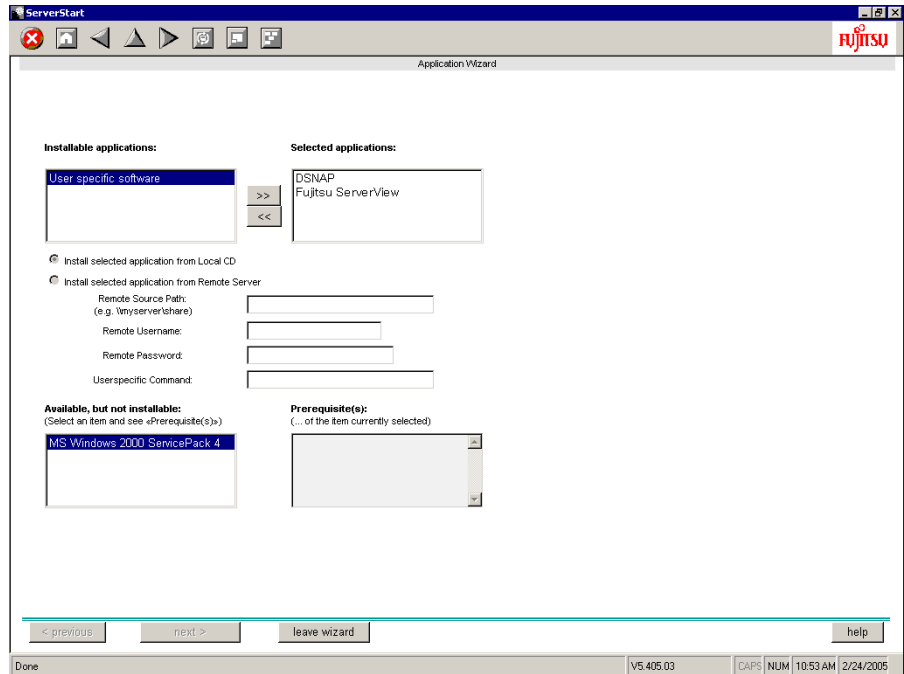 ServerStart
FUJITSU
Application Wizard
Installable applications:
Selected applications:
User specific software
DSNAP
Fujitsu ServerView
>>
<<
Install selected application from Local CD
Install selected application from Remote Server
Remote Source Path:
(e.g. \\myserver\share)
Remote Username:
Remote Password:
Userspecific Command:
Available, but not installable:
(Select an item and see «Prerequisite(s)»)
Prerequisite(s):
(... of the item currently selected)
MS Windows 2000 ServicePack 4
< previous
next >
leave wizard
help
Done
V5.405.03
CAPS
NUM
10:53 AM
2/24/2005